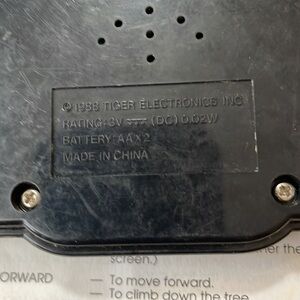 © 1988 TIGER ELECTRONICS INC.
RATING: 3V ⎓ (DC) 0.02W
BATTERY: AA × 2
MADE IN CHINA
screen.)
ORWARD — To move forward.
— To climb down the tree